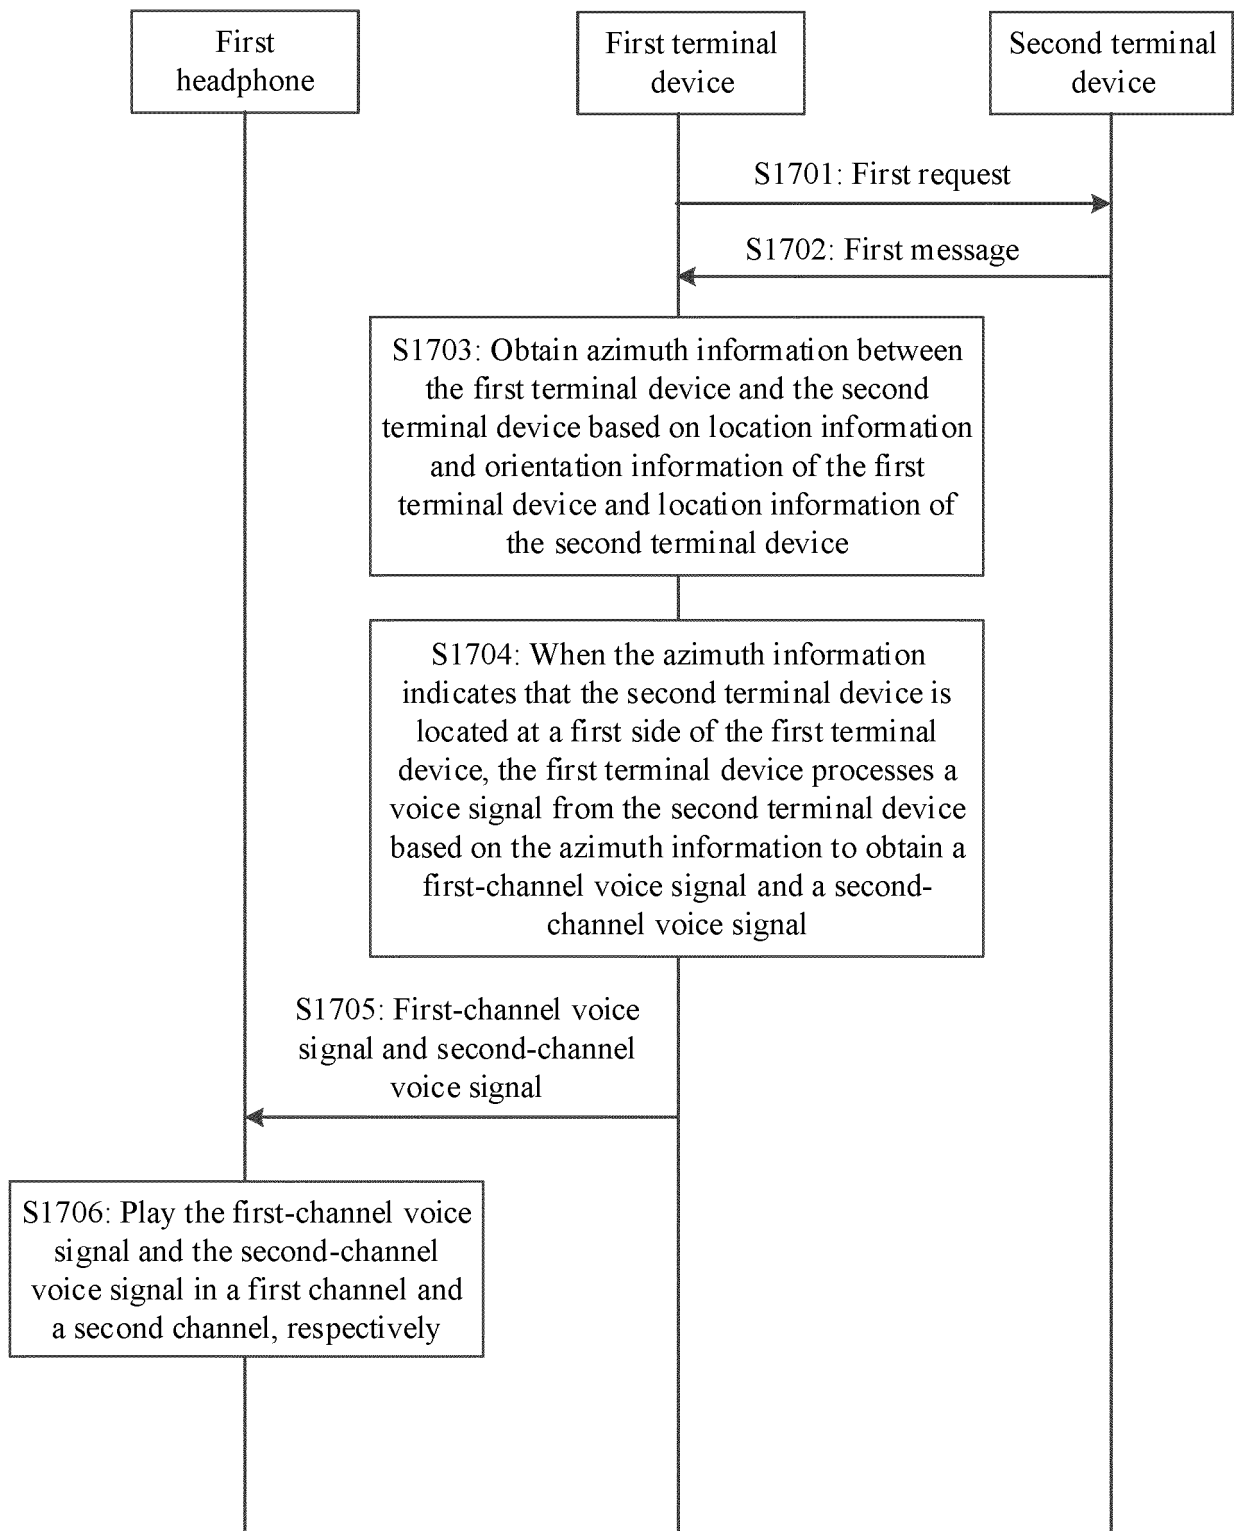 First
headphone
First terminal
device
Second terminal
device
S1701: First request
S1702: First message
S1703: Obtain azimuth information between
the first terminal device and the second
terminal device based on location information
and orientation information of the first
terminal device and location information of
the second terminal device
S1704: When the azimuth information
indicates that the second terminal device is
located at a first side of the first terminal
device, the first terminal device processes a
voice signal from the second terminal device
based on the azimuth information to obtain a
first-channel voice signal and a second-
channel voice signal
S1705: First-channel voice
signal and second-channel
voice signal
S1706: Play the first-channel voice
signal and the second-channel
voice signal in a first channel and
a second channel, respectively